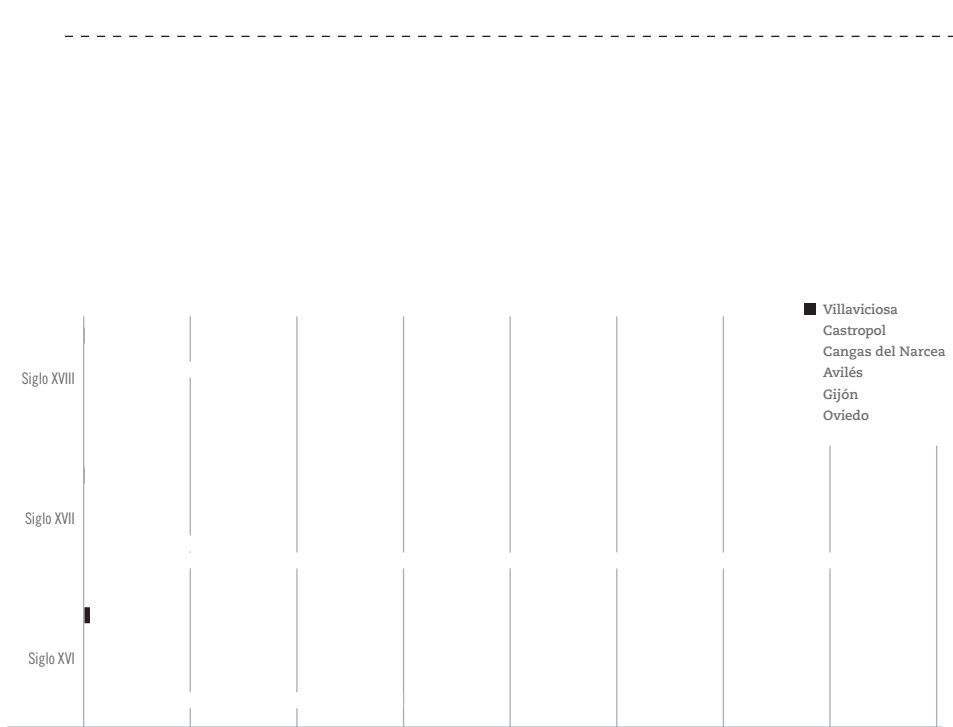 Villaviciosa
Castropol
Cangas del Narcea
Avilés
Gijón
Oviedo
Siglo XVIII
Siglo XVII
Siglo XVI